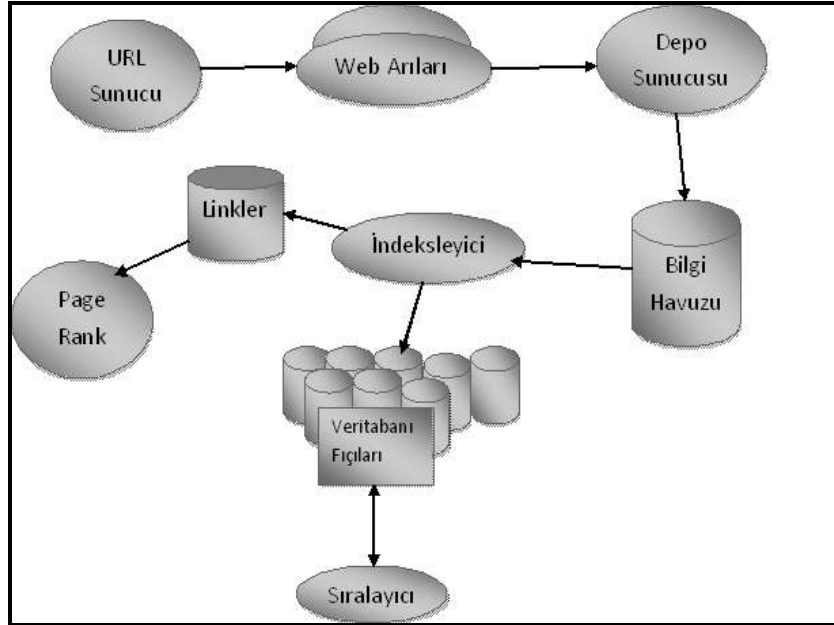 URL
Sunucu
Web Arıları
Depo
Sunucusu
Linkler
İndeksleyici
Bilgi
Havuzu
Page
Rank
Veritabanı
Fıçıları
Sıralayıcı